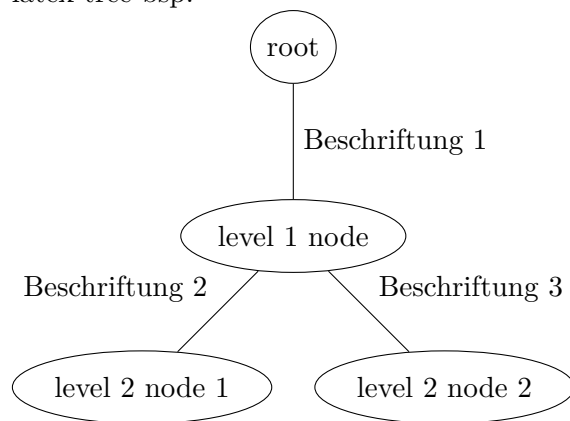 latex tree bsp:
root
Beschriftung 1
level 1 node
Beschriftung 2
Beschriftung 3
level 2 node 1
level 2 node 2